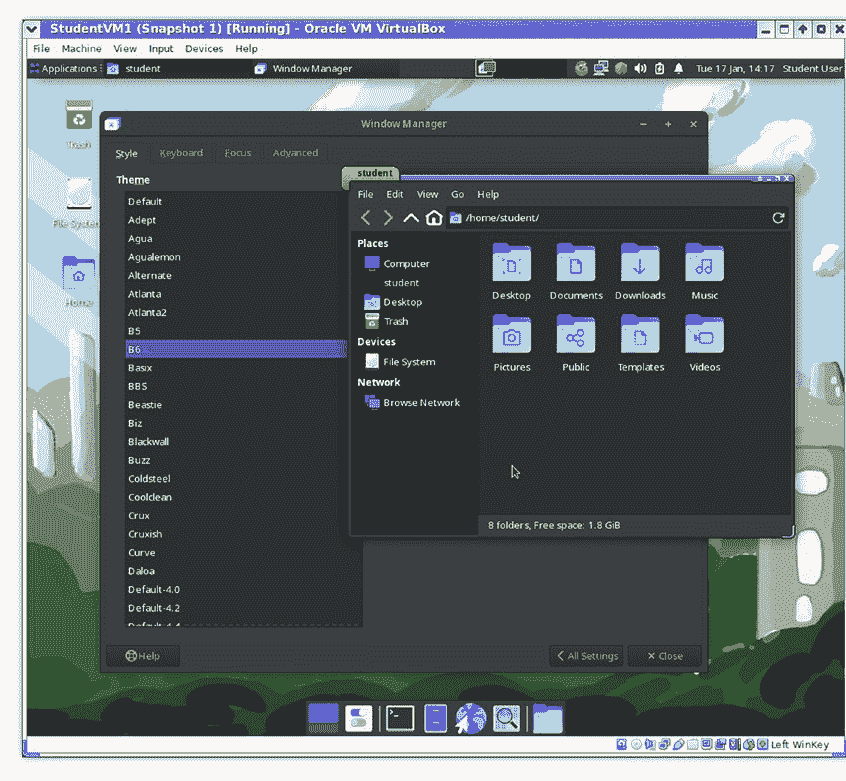 StudentVM1 (Snapshot 1) [Running] - Oracle VM VirtualBox
File Machine View Input Devices Help
Applications student Window Manager Tue 17 Jan, 14:17 Student User
Trash
File System
Home
Window Manager
Style Keyboard Focus Advanced
Theme
Default
Adept
Agua
Agualemon
Alternate
Atlanta
Atlanta2
B5
B6
Basix
BBS
Beastie
Biz
Blackwall
Buzz
Coldsteel
Coolclean
Crux
Cruxish
Curve
Daloa
Default-4.0
Default-4.2
Default-4.4
Help
All Settings
Close
student
File Edit View Go Help
/home/student/
Places
Computer
student
Desktop
Trash
Devices
File System
Network
Browse Network
Desktop Documents Downloads Music
Pictures Public Templates Videos
8 folders, Free space: 1.8 GiB
Left WinKey